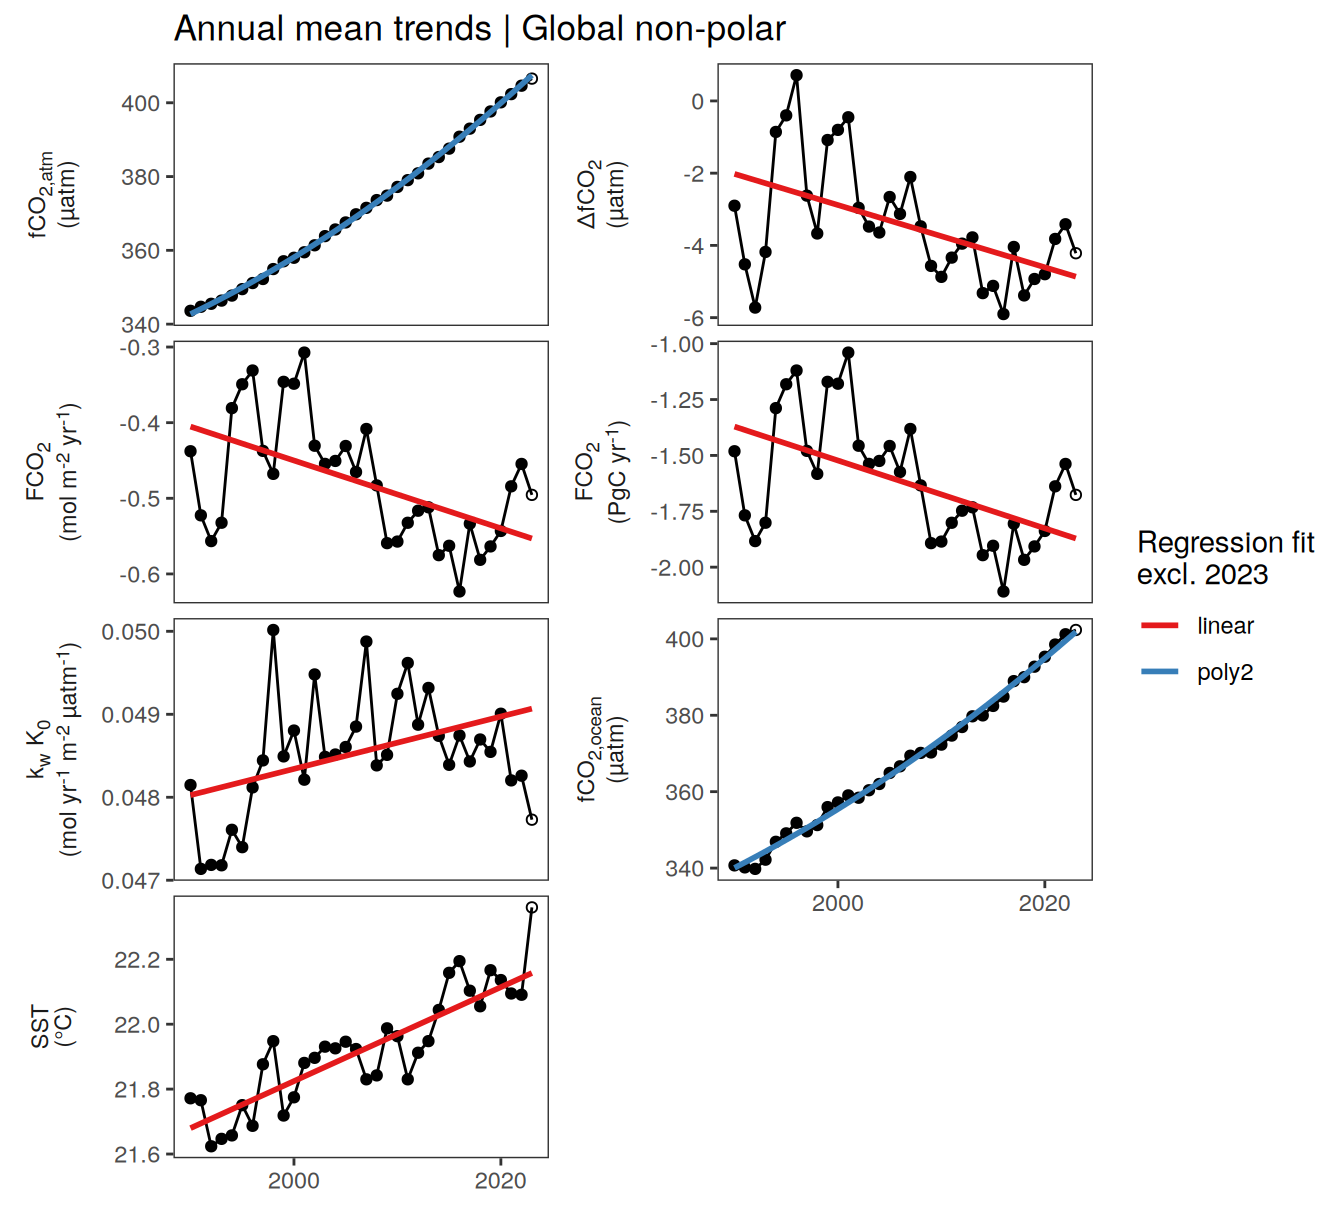 Annual mean trends | Global non-polar
fCO2,atm
(µatm)
400
380
360
340
ΔfCO2
(µatm)
0
-2
-4
-6
FCO2
(mol m-2 yr-1)
-0.3
-0.4
-0.5
-0.6
FCO2
(PgC yr-1)
-1.00
-1.25
-1.50
-1.75
-2.00
kw K0
(mol yr-1 m-2 µatm-1)
0.050
0.049
0.048
0.047
fCO2,ocean
(µatm)
400
380
360
340
2000 2020
SST
(°C)
22.2
22.0
21.8
21.6
2000 2020
Regression fit
excl. 2023
linear
poly2